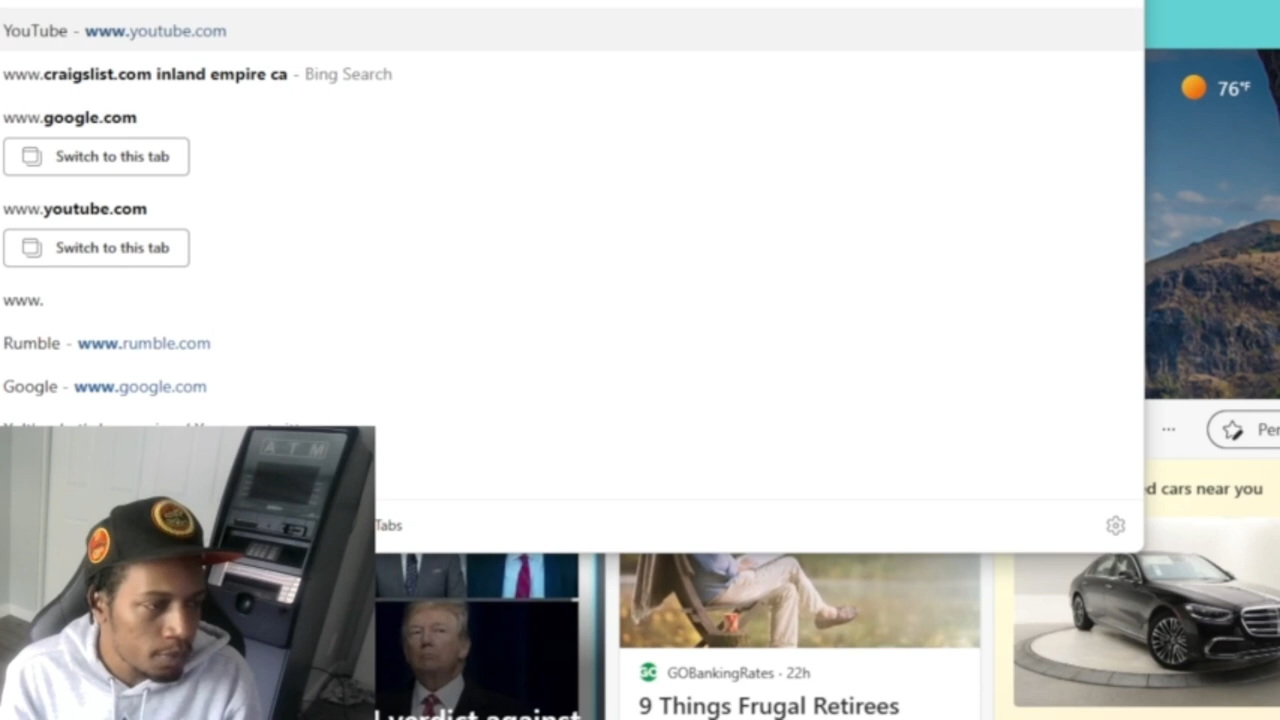 YouTube - www.youtube.com
www.craigslist.com inland empire ca - Bing Search
76°F
www.google.com
Switch to this tab
www.youtube.com
Switch to this tab
www.
Rumble - www.rumble.com
Google - www.google.com
...
Per
d cars near you
ATM
Tabs
GOBankingRates · 22h
9 Things Frugal Retirees
verdict against